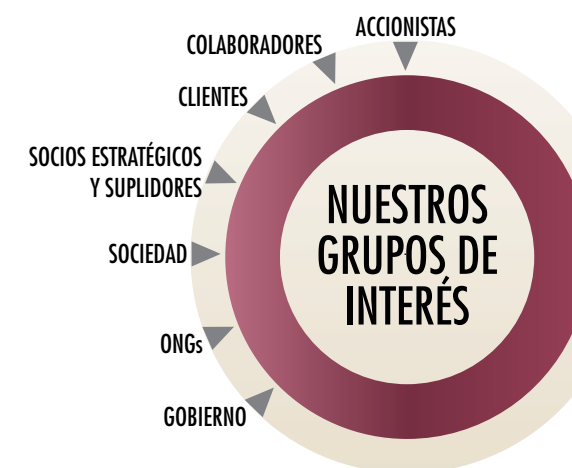 ACCIONISTAS
COLABORADORES
CLIENTES
SOCIOS ESTRATÉGICOS
Y SUPLIDORES
SOCIEDAD
ONGs
GOBIERNO
NUESTROS
GRUPOS DE
INTERÉS